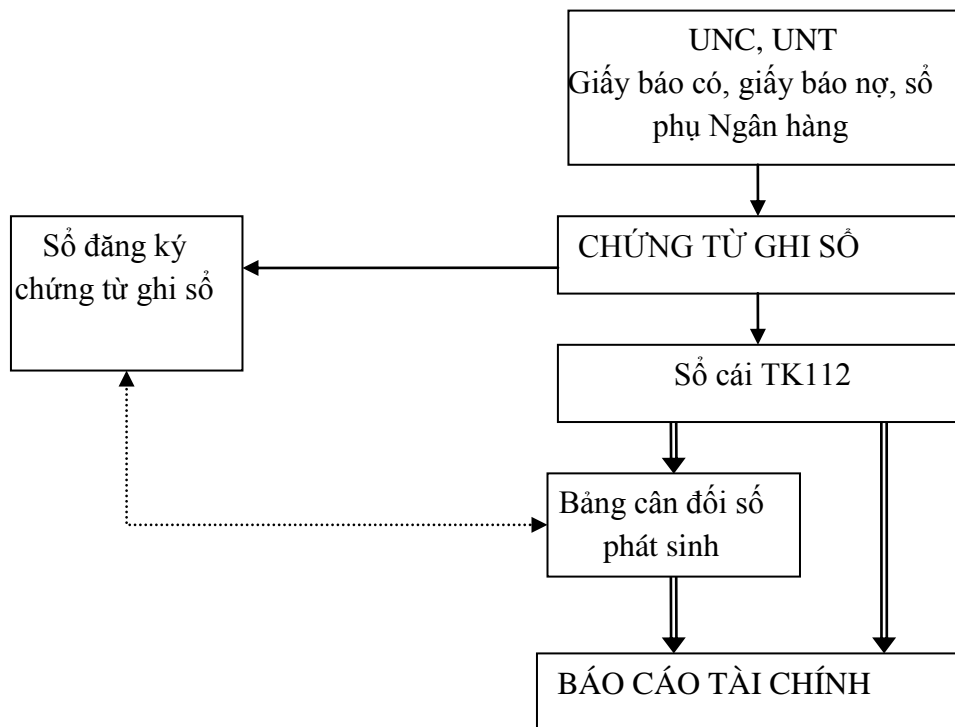 UNC, UNT
Giấy báo có, giấy báo nợ, sổ
phụ Ngân hàng
Sổ đăng ký
chứng từ ghi sổ
CHỨNG TỪ GHI SỔ
Sổ cái TK112
Bảng cân đối số
phát sinh
BÁO CÁO TÀI CHÍNH